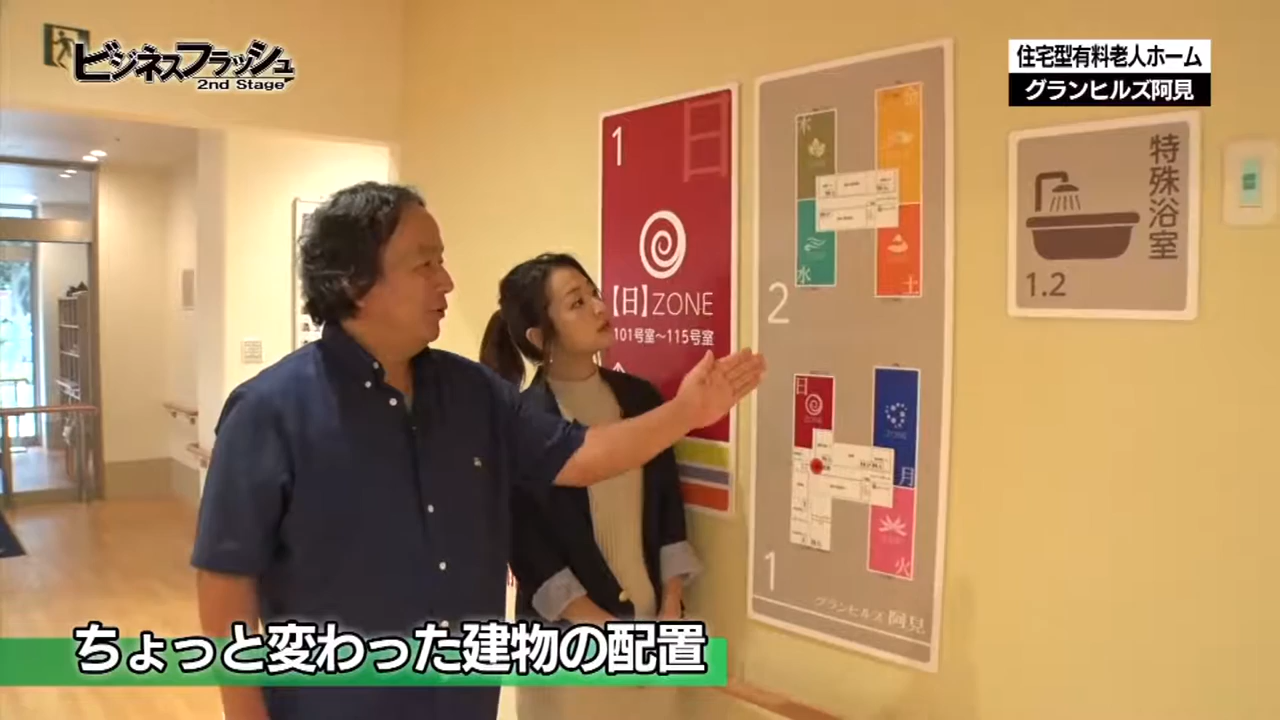 ビジネスフラッシュ
2nd Stage
住宅型有料老人ホーム
グランヒルズ阿見
1
日
【日】ZONE
101号室～115号室
木
金
水
土
2
日
ZONE
ZONE
月
火
1
グランヒルズ 阿見
特殊浴室
1.2
ちょっと変わった建物の配置